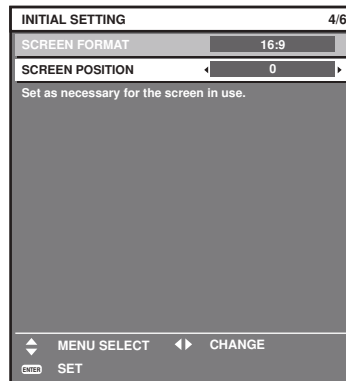 INITIAL SETTING 4/6
SCREEN FORMAT 16:9
SCREEN POSITION 0
Set as necessary for the screen in use.
MENU SELECT CHANGE
ENTER SET